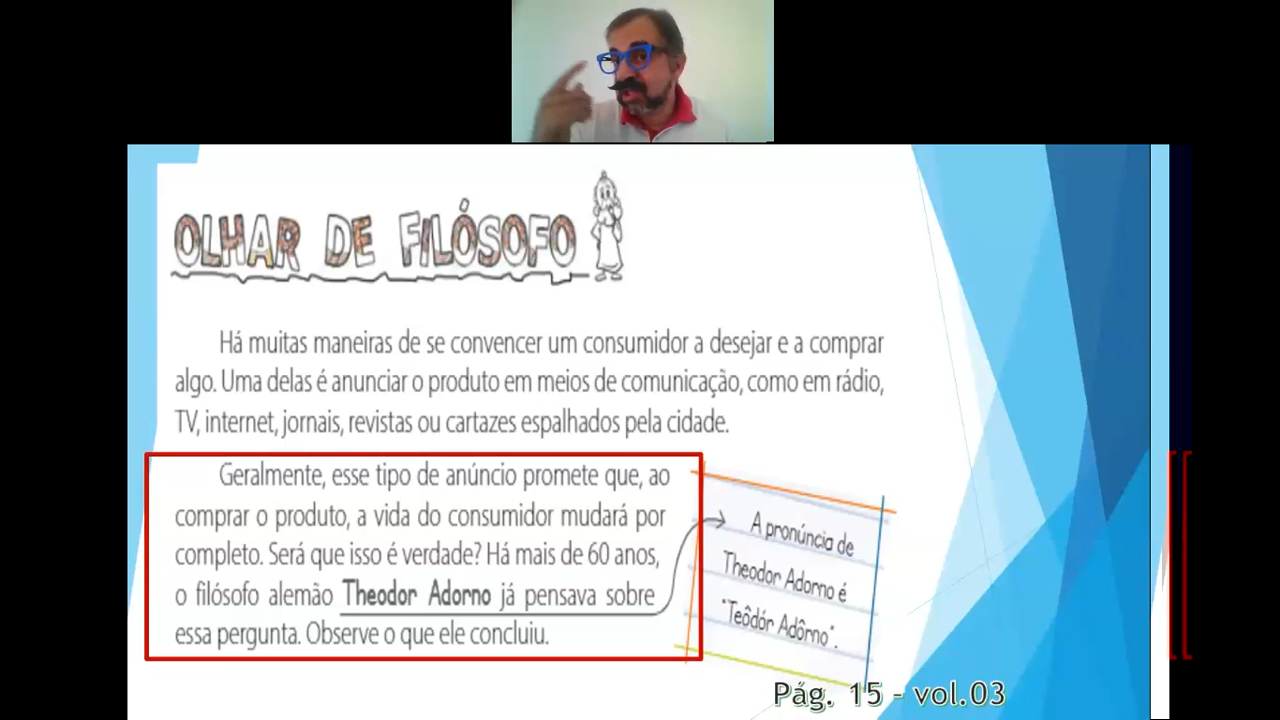 OLHAR DE FILÓSOFO
Há muitas maneiras de se convencer um consumidor a desejar e a comprar
algo. Uma delas é anunciar o produto em meios de comunicação, como em rádio,
TV, internet, jornais, revistas ou cartazes espalhados pela cidade.
Geralmente, esse tipo de anúncio promete que, ao
comprar o produto, a vida do consumidor mudará por
completo. Será que isso é verdade? Há mais de 60 anos,
o filósofo alemão Theodor Adorno já pensava sobre
essa pergunta. Observe o que ele concluiu.
A pronúncia de
Theodor Adorno é
"Teôdór Adôrno".
Pág. 15 - vol.03